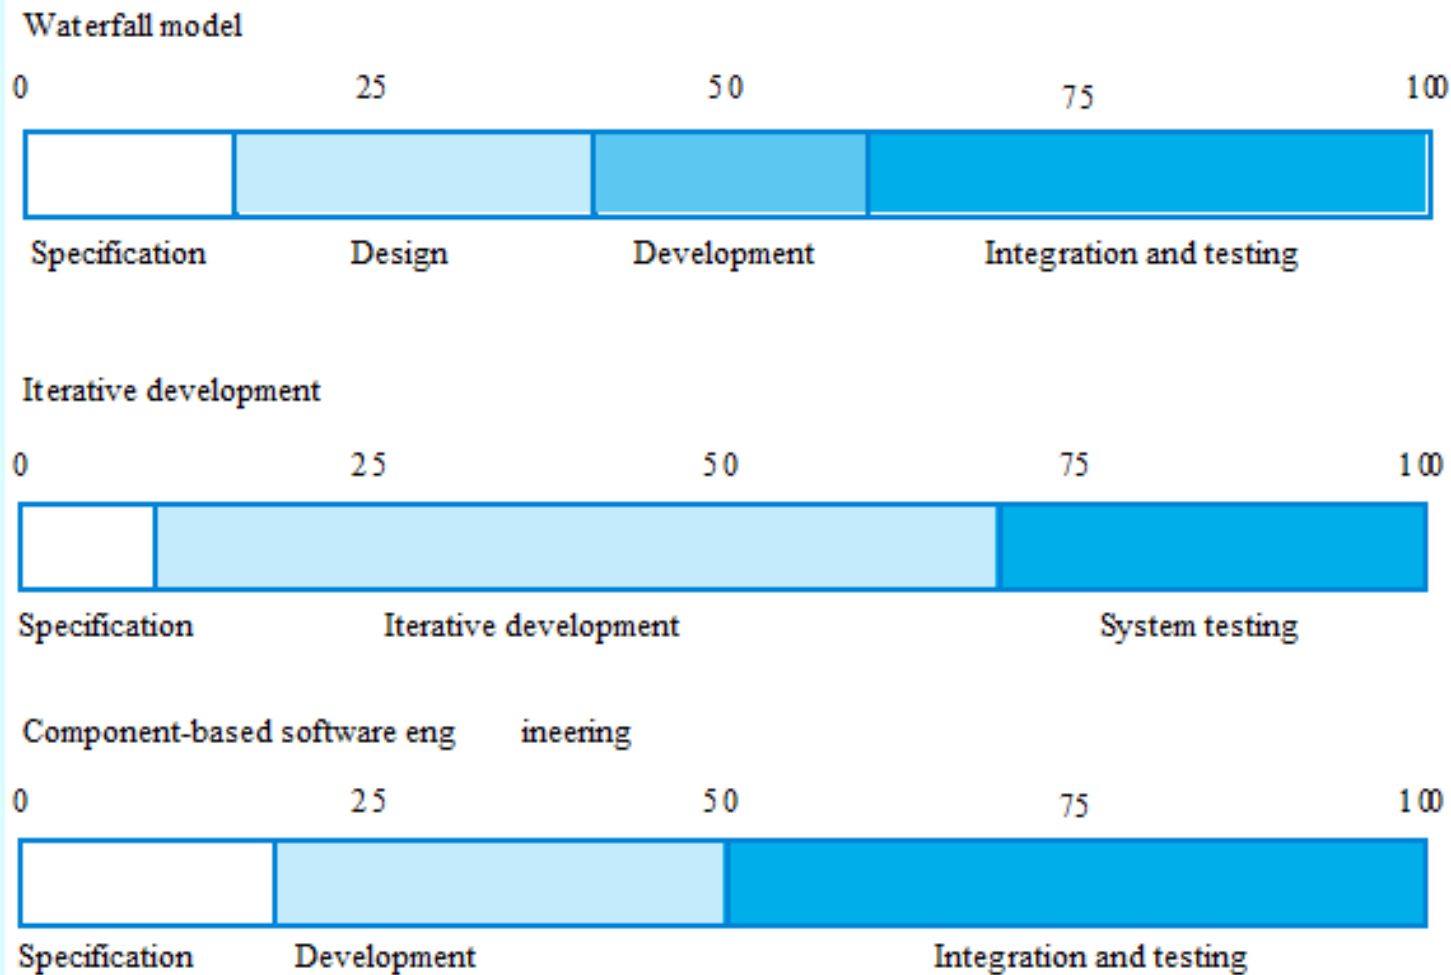 Waterfall model
0 25 50 75 100
Specification Design Development Integration and testing
Iterative development
0 25 50 75 100
Specification Iterative development System testing
Component-based software eng ineering
0 25 50 75 100
Specification Development Integration and testing